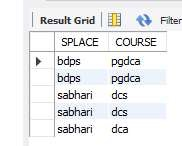 Result Grid Filter
SPLACE COURSE
bdps pgdca
bdps pgdca
sabhari dcs
sabhari dcs
sabhari dca